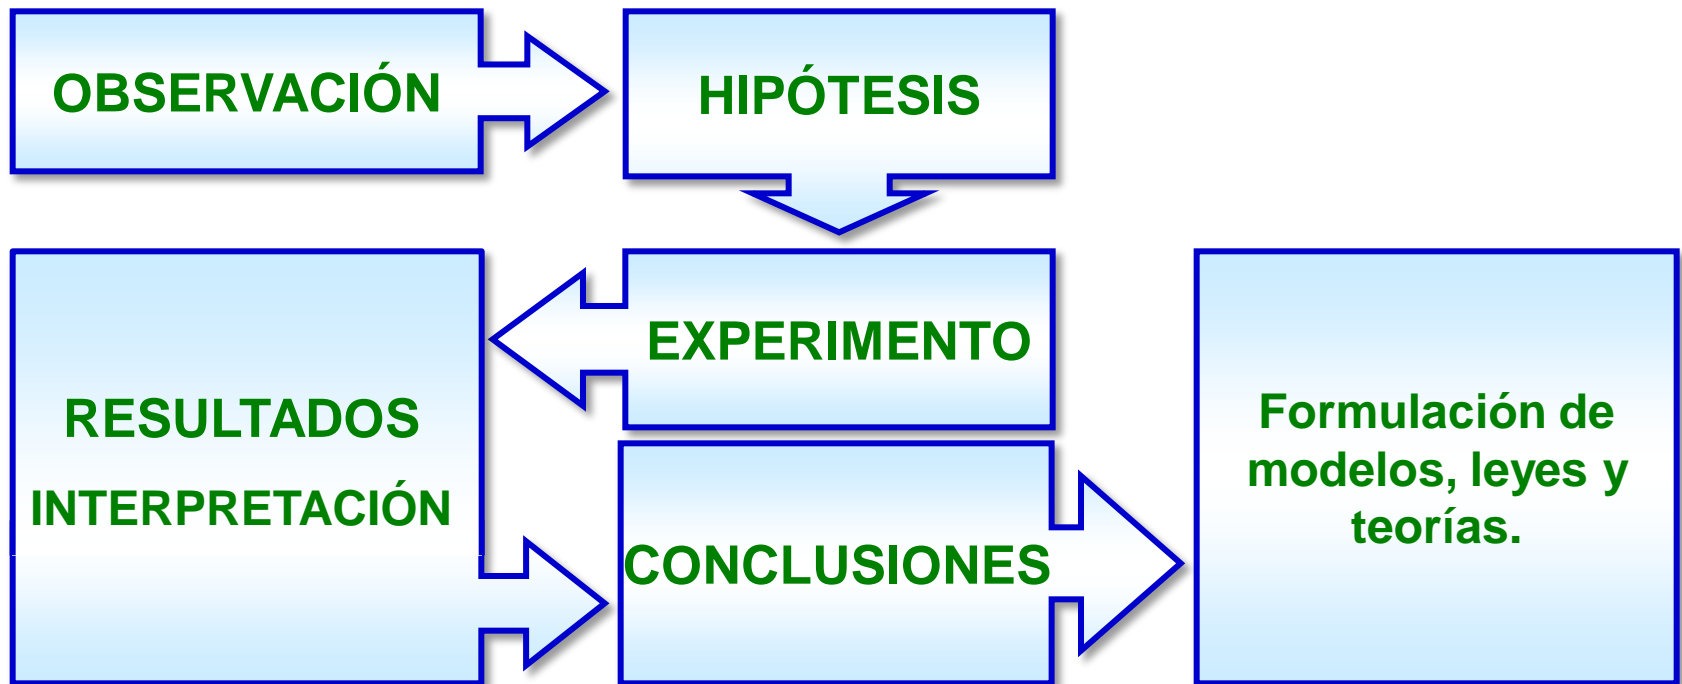 OBSERVACIÓN
HIPÓTESIS
EXPERIMENTO
RESULTADOS
INTERPRETACIÓN
CONCLUSIONES
Formulación de
modelos, leyes y
teorías.